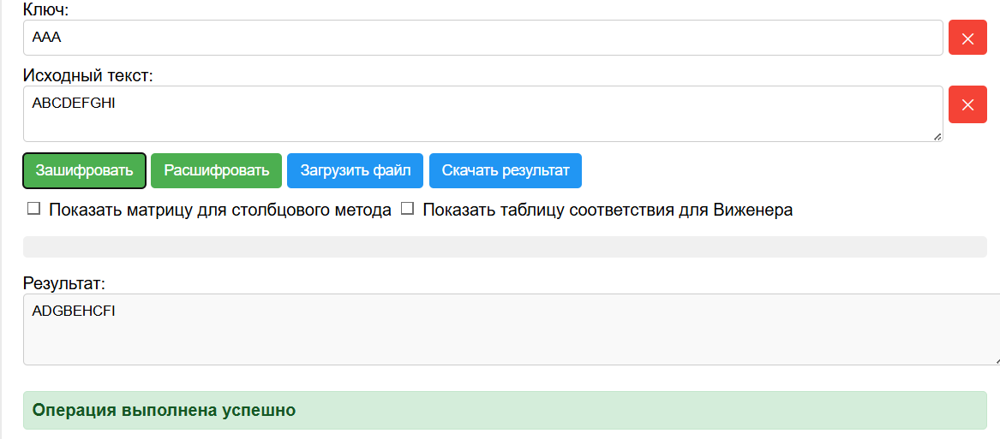 Ключ:
AAA
Исходный текст:
ABCDEFGHI
Зашифровать Расшифровать Загрузить файл Скачать результат
Показать матрицу для столбцового метода Показать таблицу соответствия для Виженера
Результат:
ADGBEHCFI
Операция выполнена успешно